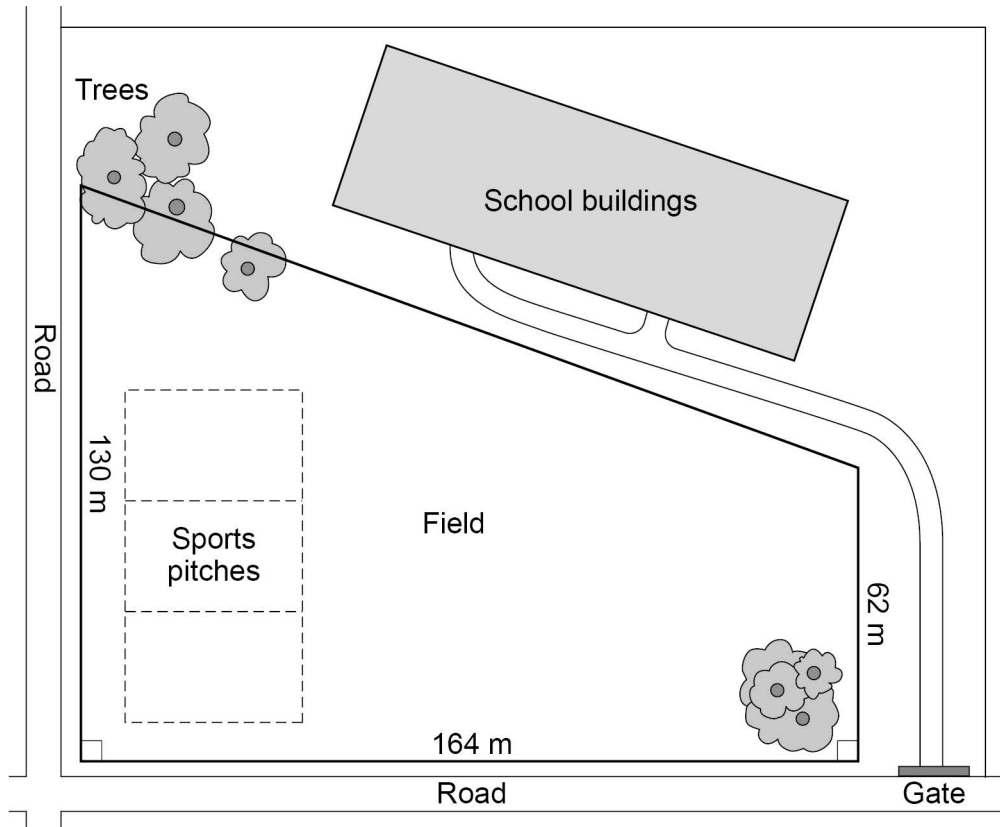 Trees
School buildings
Road
130 m
Sports
pitches
Field
62 m
164 m
Road
Gate